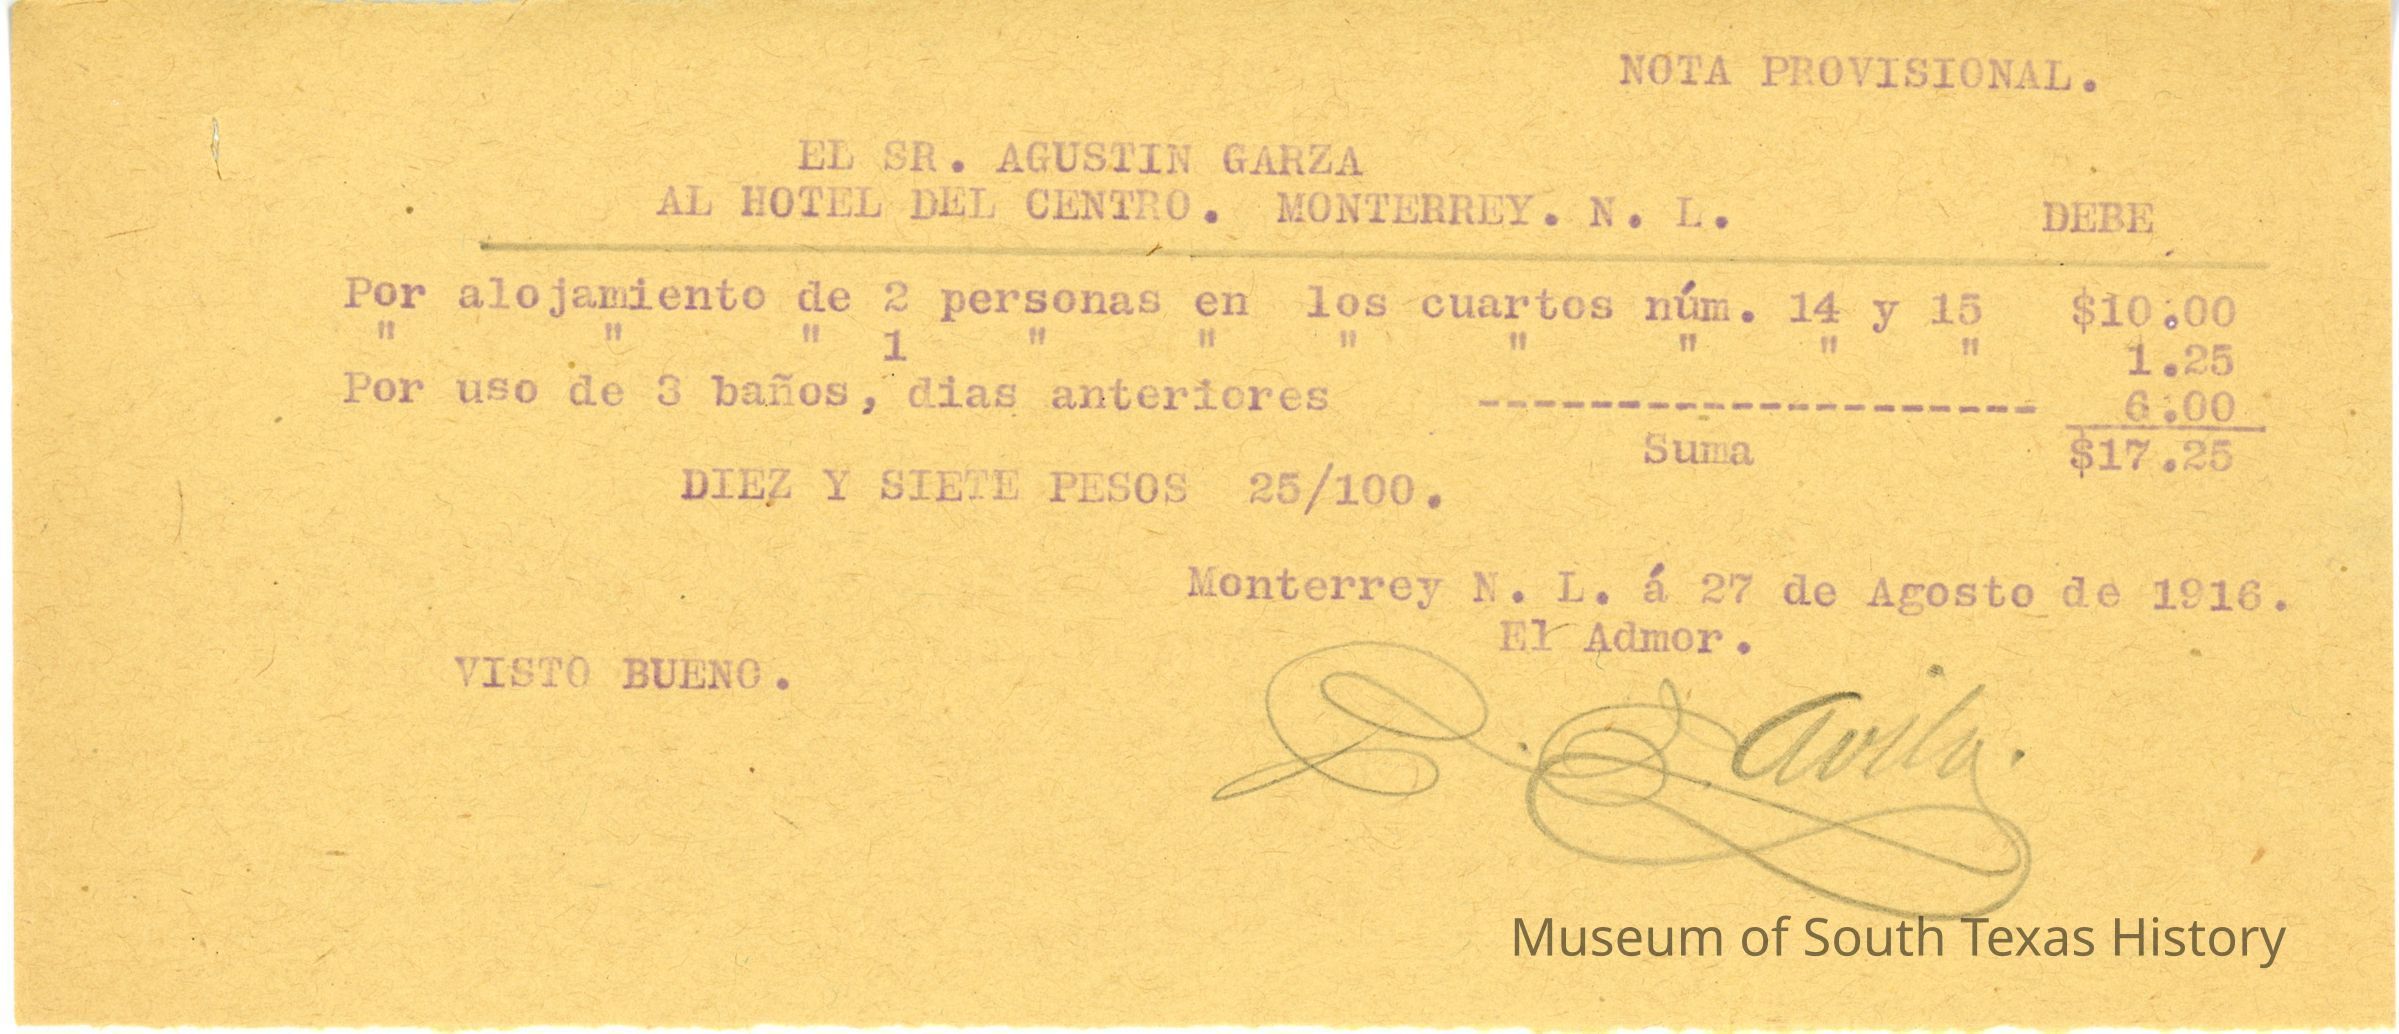 NOTA PROVISIONAL.
EL SR. AGUSTIN GARZA
AL HOTEL DEL CENTRO. MONTERREY. N. L. DEBE
Por alojamiento de 2 personas en los cuartos núm. 14 y 15 $10.00
" " " 1 " " " " " " " 1.25
Por uso de 3 baños, dias anteriores -------------------- 6.00
Suma $17.25
DIEZ Y SIETE PESOS 25/100.
Monterrey N. L. á 27 de Agosto de 1916.
El Admor.
VISTO BUENO.
Avila.
Museum of South Texas History